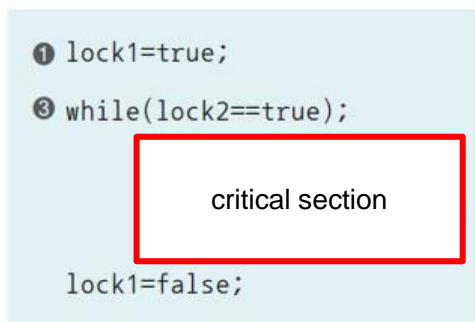 ❶ lock1=true;
❸ while(lock2==true);
critical section
lock1=false;